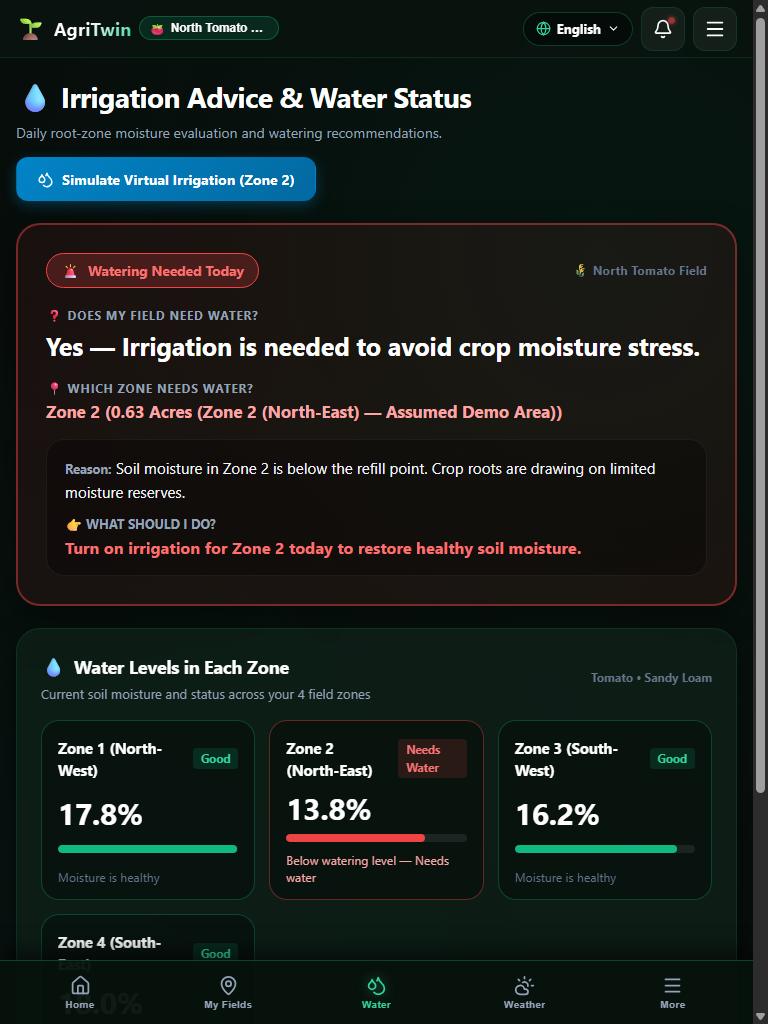 AgriTwin
North Tomato ...
English
Irrigation Advice & Water Status
Daily root-zone moisture evaluation and watering recommendations.
Simulate Virtual Irrigation (Zone 2)
Watering Needed Today
North Tomato Field
DOES MY FIELD NEED WATER?
Yes — Irrigation is needed to avoid crop moisture stress.
WHICH ZONE NEEDS WATER?
Zone 2 (0.63 Acres (Zone 2 (North-East) — Assumed Demo Area))
Reason: Soil moisture in Zone 2 is below the refill point. Crop roots are drawing on limited
moisture reserves.
WHAT SHOULD I DO?
Turn on irrigation for Zone 2 today to restore healthy soil moisture.
Water Levels in Each Zone
Current soil moisture and status across your 4 field zones
Tomato • Sandy Loam
Zone 1 (North-
West)
Good
17.8%
Moisture is healthy
Zone 2
(North-East)
Needs
Water
13.8%
Below watering level — Needs
water
Zone 3 (South-
West)
Good
16.2%
Moisture is healthy
Zone 4 (South-
East)
Good
Home
My Fields
Water
Weather
More